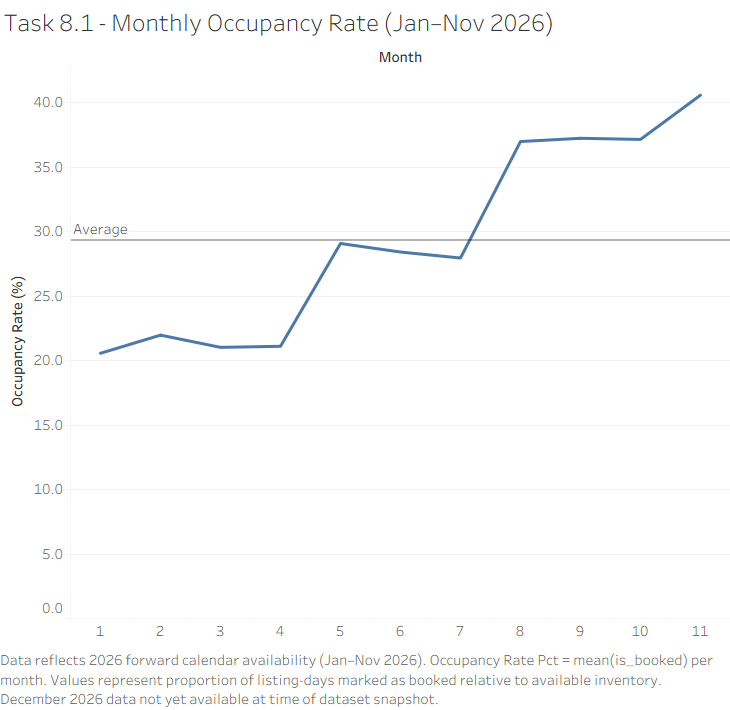 Task 8.1 - Monthly Occupancy Rate (Jan–Nov 2026)
Month
40.0
35.0
30.0
Average
25.0
20.0
15.0
10.0
5.0
0.0
Occupancy Rate (%)
1 2 3 4 5 6 7 8 9 10 11
Data reflects 2026 forward calendar availability (Jan–Nov 2026). Occupancy Rate Pct = mean(is_booked) per
month. Values represent proportion of listing-days marked as booked relative to available inventory.
December 2026 data not yet available at time of dataset snapshot.